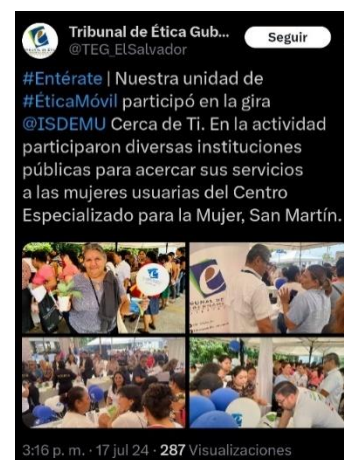 Tribunal de Ética Gub...
@TEG_ElSalvador
Seguir
#Entérate | Nuestra unidad de
#ÉticaMóvil participó en la gira
@ISDEMU Cerca de Ti. En la actividad
participaron diversas instituciones
públicas para acercar sus servicios
a las mujeres usuarias del Centro
Especializado para la Mujer, San Martín.
3:16 p. m. · 17 jul 24 · 287 Visualizaciones